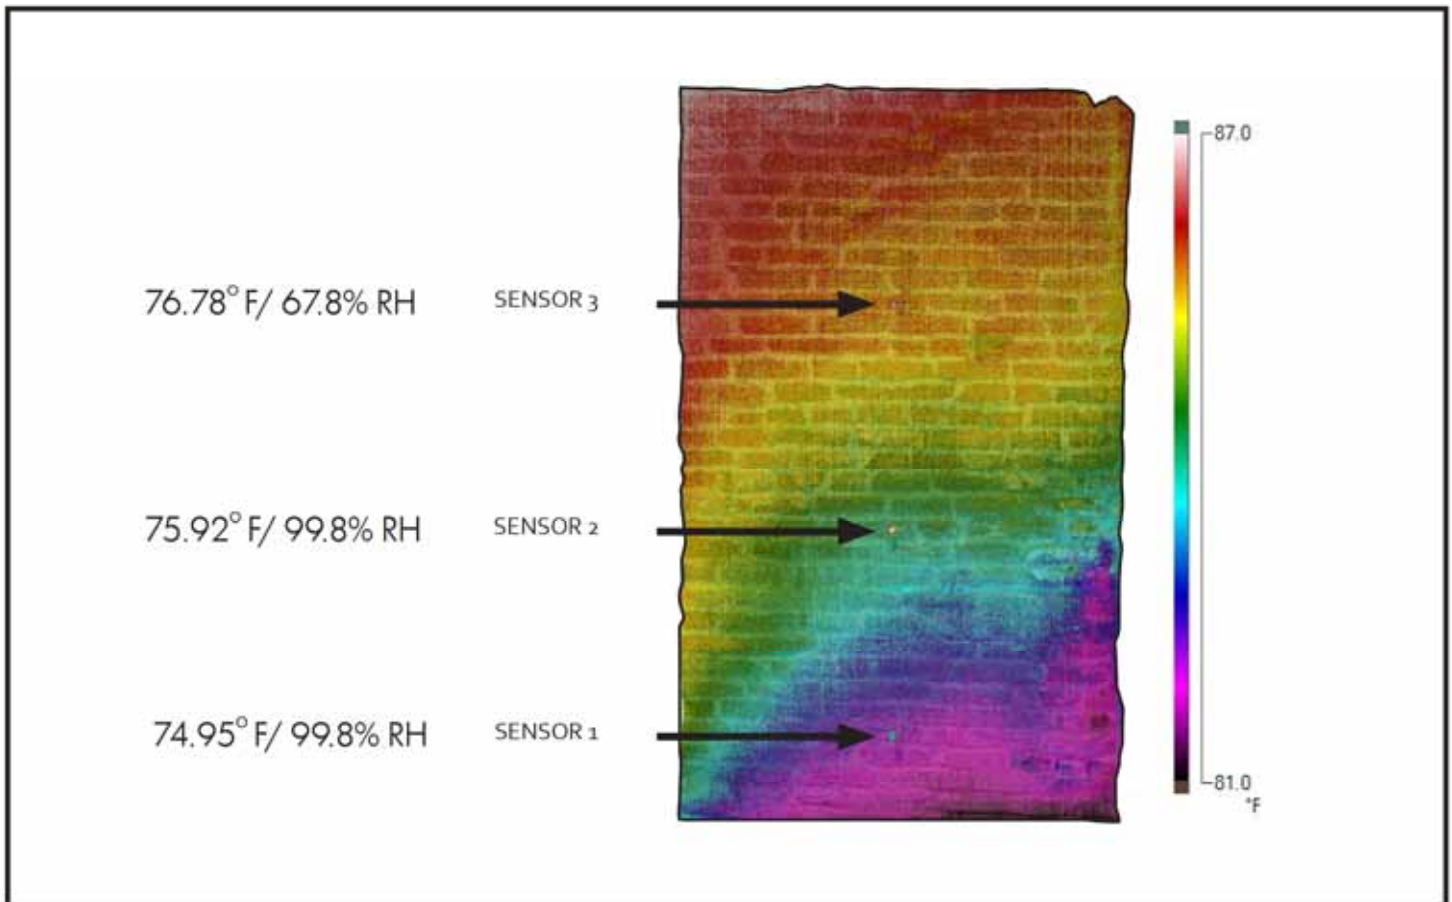 87.0
76.78° F/ 67.8% RH SENSOR 3
75.92° F/ 99.8% RH SENSOR 2
74.95° F/ 99.8% RH SENSOR 1
81.0
°F